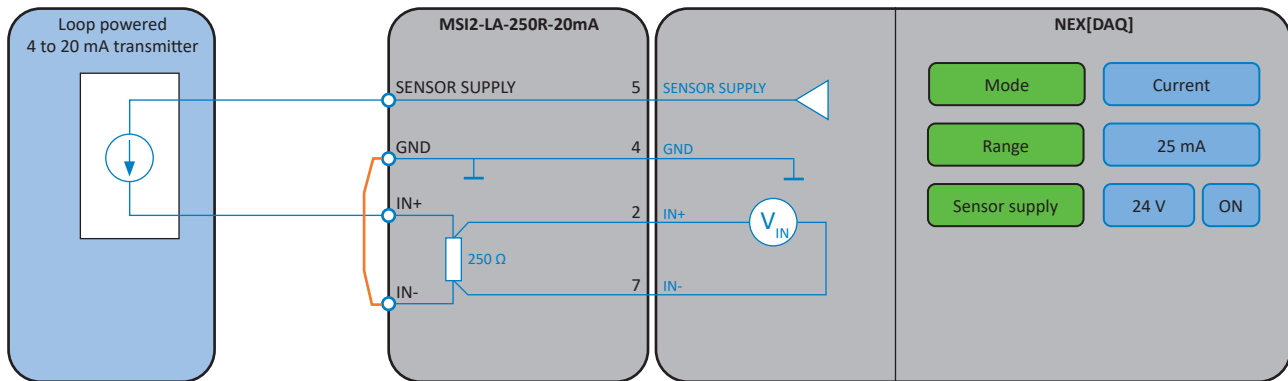 Loop powered
4 to 20 mA transmitter
MSI2-LA-250R-20mA
NEX[DAQ]
SENSOR SUPPLY 5 SENSOR SUPPLY
GND 4 GND
IN+
2 IN+
250 Ω
VIN
IN-
7 IN-
Mode Current
Range 25 mA
Sensor supply 24 V ON